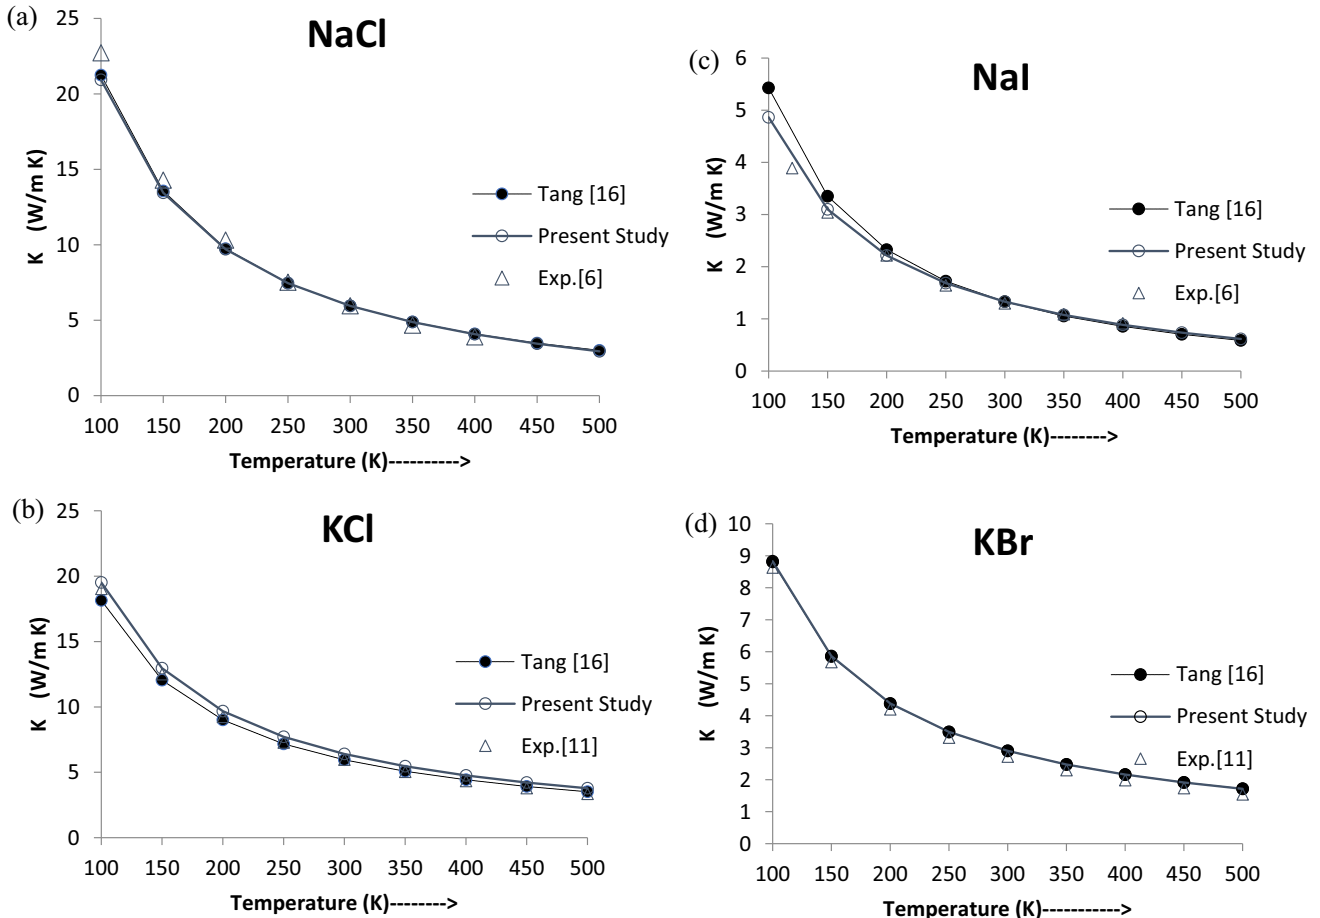 (a)
NaCl
25
20
15
10
5
0
K (W/m K)
100 150 200 250 300 350 400 450 500
Temperature (K)---------->
Tang [16]
Present Study
Exp.[6]
(c)
NaI
6
5
4
3
2
1
0
K (W/m K)
100 150 200 250 300 350 400 450 500
Temperature (K)-------->
Tang [16]
Present Study
Exp.[6]
(b)
KCl
25
20
15
10
5
0
K (W/m K)
100 150 200 250 300 350 400 450 500
Temperature (K)-------->
Tang [16]
Present Study
Exp.[11]
(d)
KBr
10
9
8
7
6
5
4
3
2
1
0
K (W/m K)
100 150 200 250 300 350 400 450 500
Temperature (K)----------->
Tang [16]
Present Study
Exp.[11]